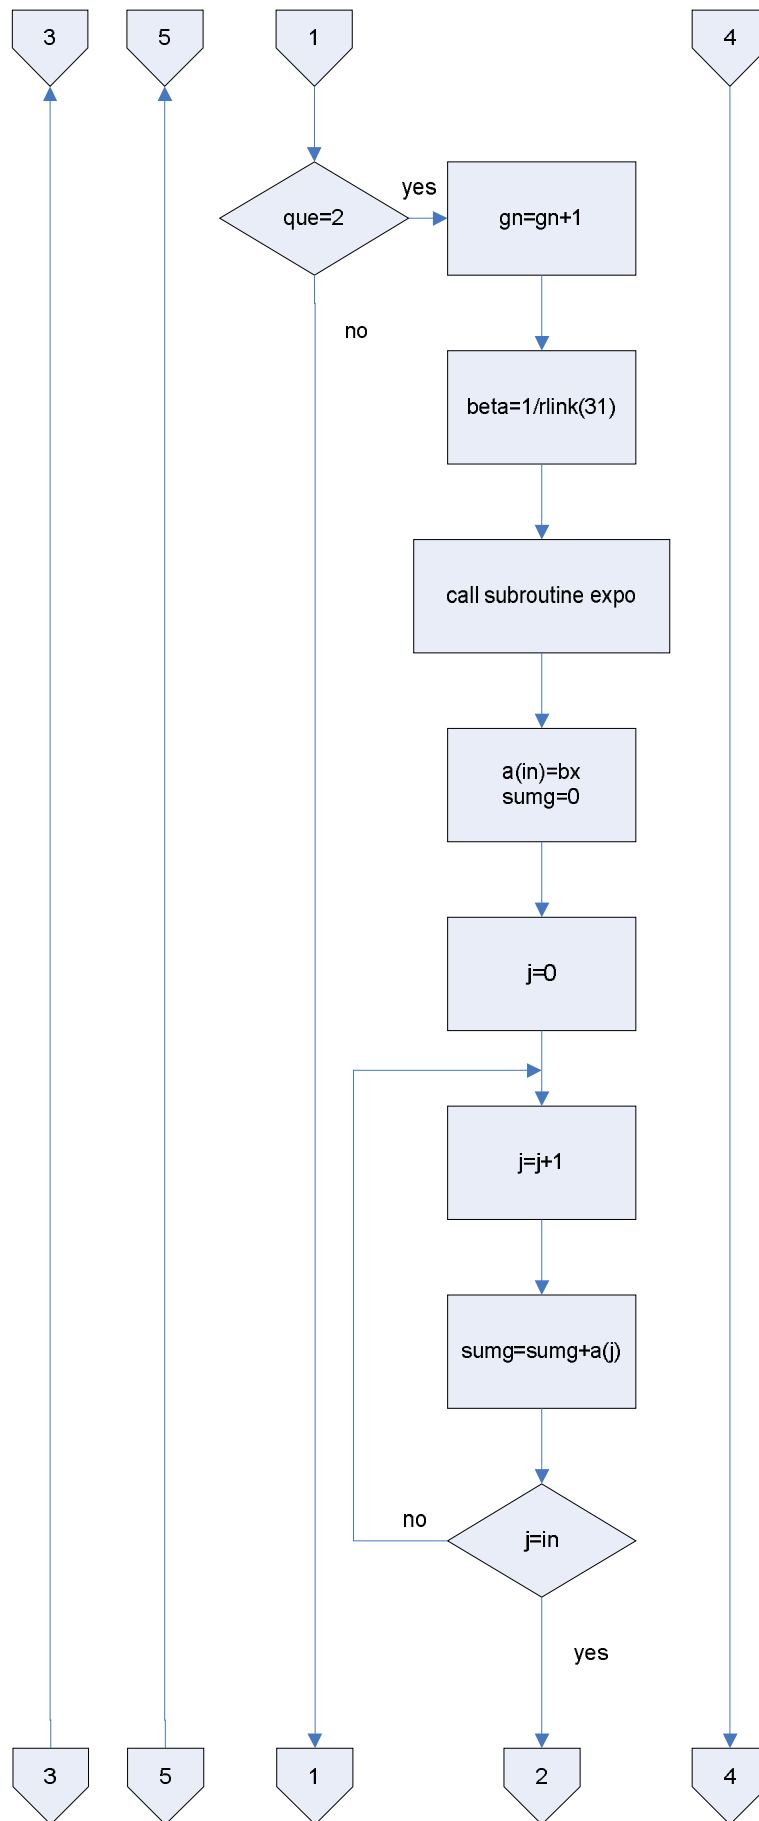 3
5
1
4
que=2
yes
gn=gn+1
no
beta=1/rlink(31)
call subroutine expo
a(in)=bx
sumg=0
j=0
j=j+1
sumg=sumg+a(j)
no
j=in
yes
3
5
1
2
4